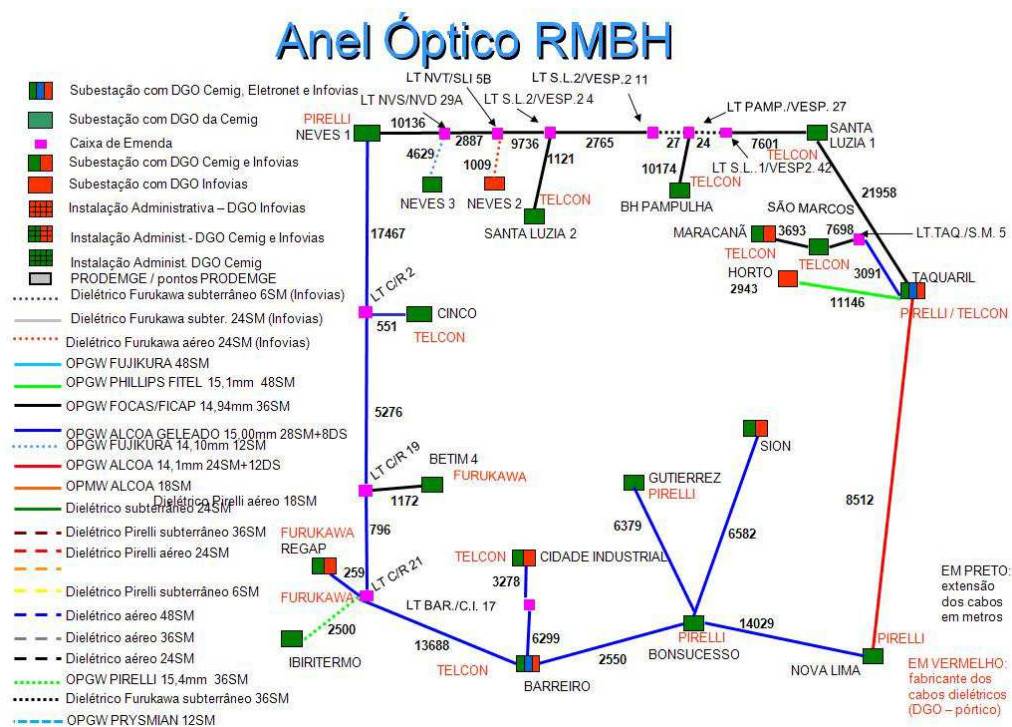 Anel Óptico RMBH
Subestação com DGO Cemig, Eletronet e Infovias
Subestação com DGO da Cemig
Caixa de Emenda
Subestação com DGO Cemig e Infovias
Subestação com DGO Infovias
Instalação Administrativa – DGO Infovias
Instalação Administ.- DGO Cemig e Infovias
Instalação Administ. DGO Cemig
PRODEMGE / pontos PRODEMGE
Dielétrico Furukawa subterrâneo 6SM (Infovias)
Dielétrico Furukawa subter. 24SM (Infovias)
Dielétrico Furukawa aéreo 24SM (Infovias)
OPGW FUJIKURA 48SM
OPGW PHILLIPS FITEL 15,1mm 48SM
OPGW FOCAS/FICAP 14,94mm 36SM
OPGW ALCOA GELEADO 15,00mm 28SM+8DS
OPGW FUJIKURA 14,10mm 12SM
OPGW ALCOA 14,1mm 24SM+12DS
OPMW ALCOA 18SM
Dielétrico Pirelli aéreo 18SM
Dielétrico subterrâneo 24SM
Dielétrico Pirelli subterrâneo 36SM
Dielétrico Pirelli aéreo 24SM
Dielétrico Pirelli subterrâneo 6SM
Dielétrico aéreo 48SM
Dielétrico aéreo 36SM
Dielétrico aéreo 24SM
OPGW PIRELLI 15,4mm 36SM
Dielétrico Furukawa subterrâneo 36SM
OPGW PRYSMIAN 12SM
LT NVT/SLI 5B
LT S.L.2/VESP.2 11
LT NVS/NVD 29A
LT S.L.2/VESP.2 4
LT PAMP./VESP. 27
PIRELLI
NEVES 1
10136
2887
9736
2765
27
24
7601
SANTA
LUZIA 1
TELCON
LT S.L..1/VESP2. 42
4629
1009
1121
10174
NEVES 3
NEVES 2
TELCON
SANTA LUZIA 2
TELCON
BH PAMPULHA
21958
SÃO MARCOS
MARACANÃ
3693
7698
LT.TAQ./S.M. 5
TELCON
TELCON
HORTO
2943
3091
11146
TAQUARIL
PIRELLI / TELCON
17467
LT C/R 2
551
CINCO
TELCON
5276
LT C/R 19
BETIM 4
FURUKAWA
1172
796
SION
GUTIERREZ
PIRELLI
6379
6582
8512
FURUKAWA
REGAP
259
LT C/R 21
FURUKAWA
2500
IBIRITERMO
TELCON
CIDADE INDUSTRIAL
3278
LT BAR./C.I. 17
6299
13688
TELCON
BARREIRO
2550
PIRELLI
BONSUCESSO
14029
PIRELLI
NOVA LIMA
EM PRETO:
extensão
dos cabos
em metros
EM VERMELHO:
fabricante dos
cabos dielétricos
(DGO – pórtico)